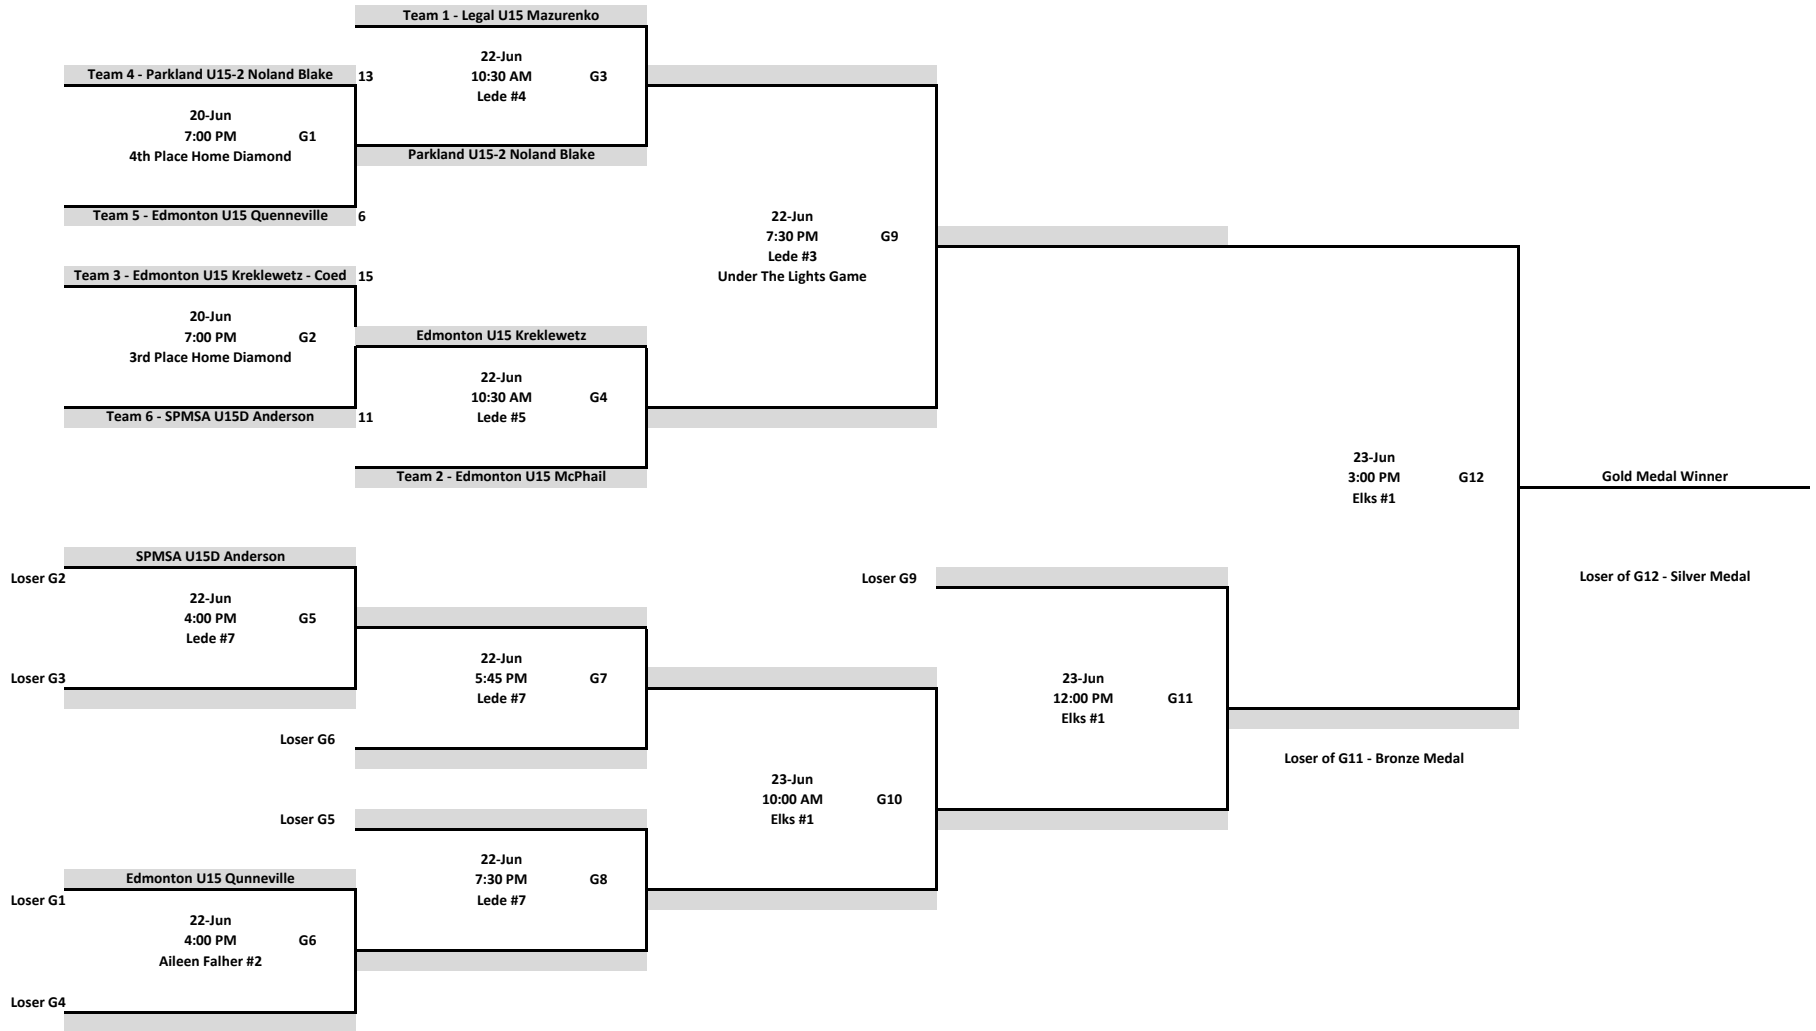 Team 1 - Legal U15 Mazurenko
22-Jun
10:30 AM
G3
Lede #4
Team 4 - Parkland U15-2 Noland Blake
13
20-Jun
7:00 PM
G1
4th Place Home Diamond
Parkland U15-2 Noland Blake
Team 5 - Edmonton U15 Quenneville
6
22-Jun
7:30 PM
G9
Lede #3
Under The Lights Game
Team 3 - Edmonton U15 Kreklewetz - Coed
15
20-Jun
7:00 PM
G2
3rd Place Home Diamond
Edmonton U15 Kreklewetz
22-Jun
10:30 AM
G4
Lede #5
Team 6 - SPMSA U15D Anderson
11
Team 2 - Edmonton U15 McPhail
23-Jun
3:00 PM
G12
Elks #1
Gold Medal Winner
SPMSA U15D Anderson
Loser G2
22-Jun
4:00 PM
G5
Lede #7
Loser G3
Loser G9
Loser of G12 - Silver Medal
22-Jun
5:45 PM
G7
Lede #7
Loser G6
23-Jun
12:00 PM
G11
Elks #1
Loser of G11 - Bronze Medal
23-Jun
10:00 AM
G10
Elks #1
Loser G5
22-Jun
7:30 PM
G8
Lede #7
Edmonton U15 Qunneville
Loser G1
22-Jun
4:00 PM
G6
Aileen Falher #2
Loser G4